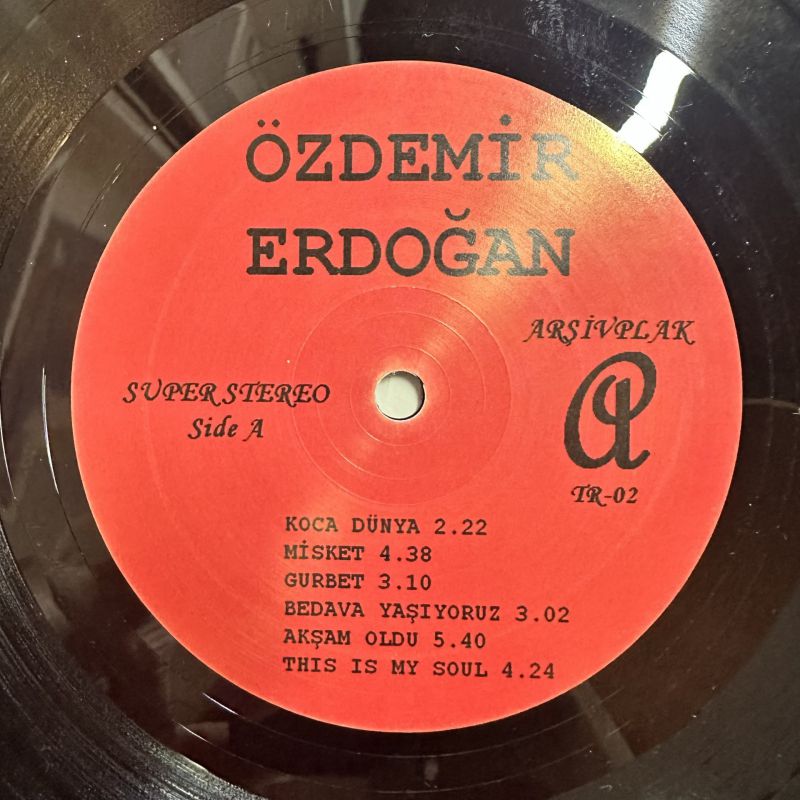 ÖZDEMİR
ERDOĞAN
ARŞİVPLAK
SUPER STEREO
Side A
TR-02
KOCA DÜNYA 2.22
MİSKET 4.38
GURBET 3.10
BEDAVA YAŞIYORUZ 3.02
AKŞAM OLDU 5.40
THIS IS MY SOUL 4.24